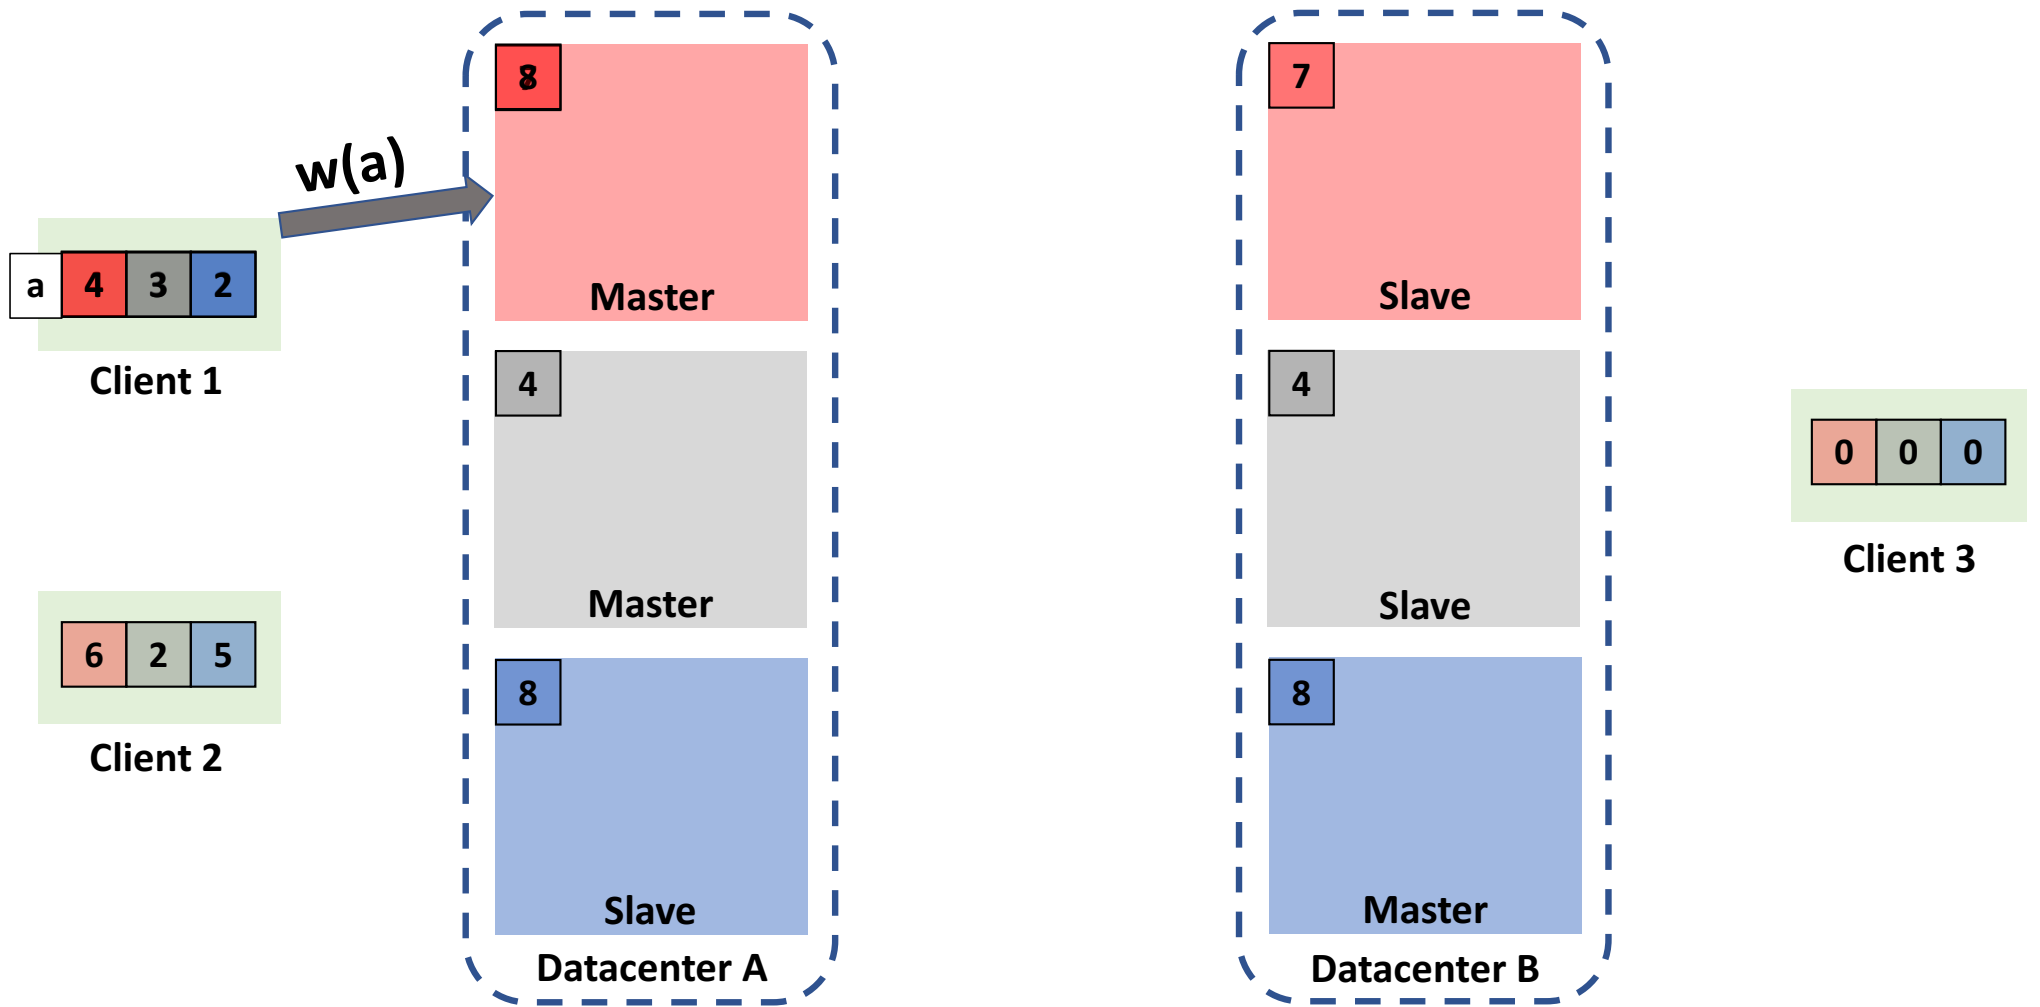 w(a)
a 4 3 2
Client 1
6 2 5
Client 2
8
Master
4
Master
8
Slave
Datacenter A
7
Slave
4
Slave
8
Master
Datacenter B
0 0 0
Client 3